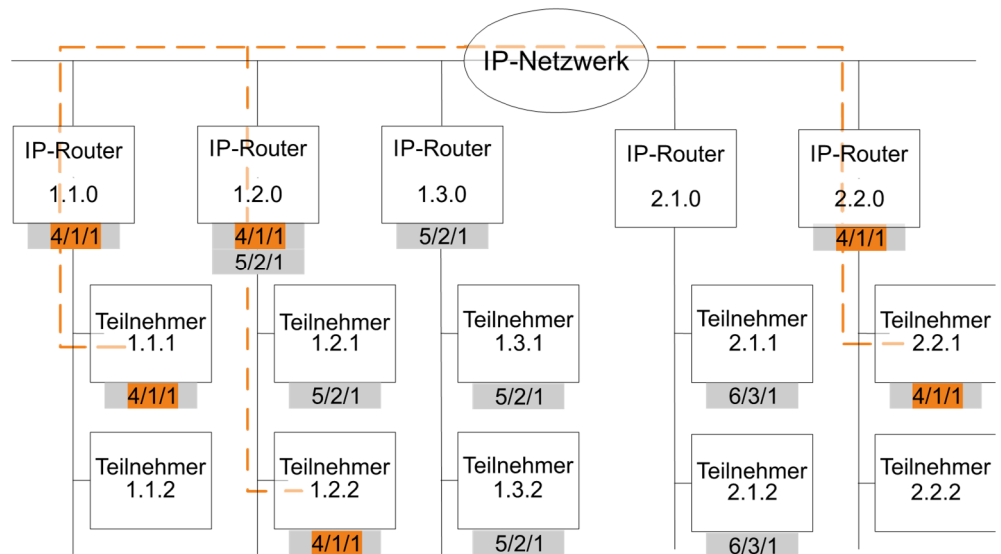 IP-Netzwerk
IP-Router
1.1.0
4/1/1
IP-Router
1.2.0
4/1/1
5/2/1
IP-Router
1.3.0
5/2/1
IP-Router
2.1.0
IP-Router
2.2.0
4/1/1
Teilnehmer
1.1.1
4/1/1
Teilnehmer
1.2.1
5/2/1
Teilnehmer
1.3.1
5/2/1
Teilnehmer
2.1.1
6/3/1
Teilnehmer
2.2.1
4/1/1
Teilnehmer
1.1.2
Teilnehmer
1.2.2
4/1/1
Teilnehmer
1.3.2
5/2/1
Teilnehmer
2.1.2
6/3/1
Teilnehmer
2.2.2